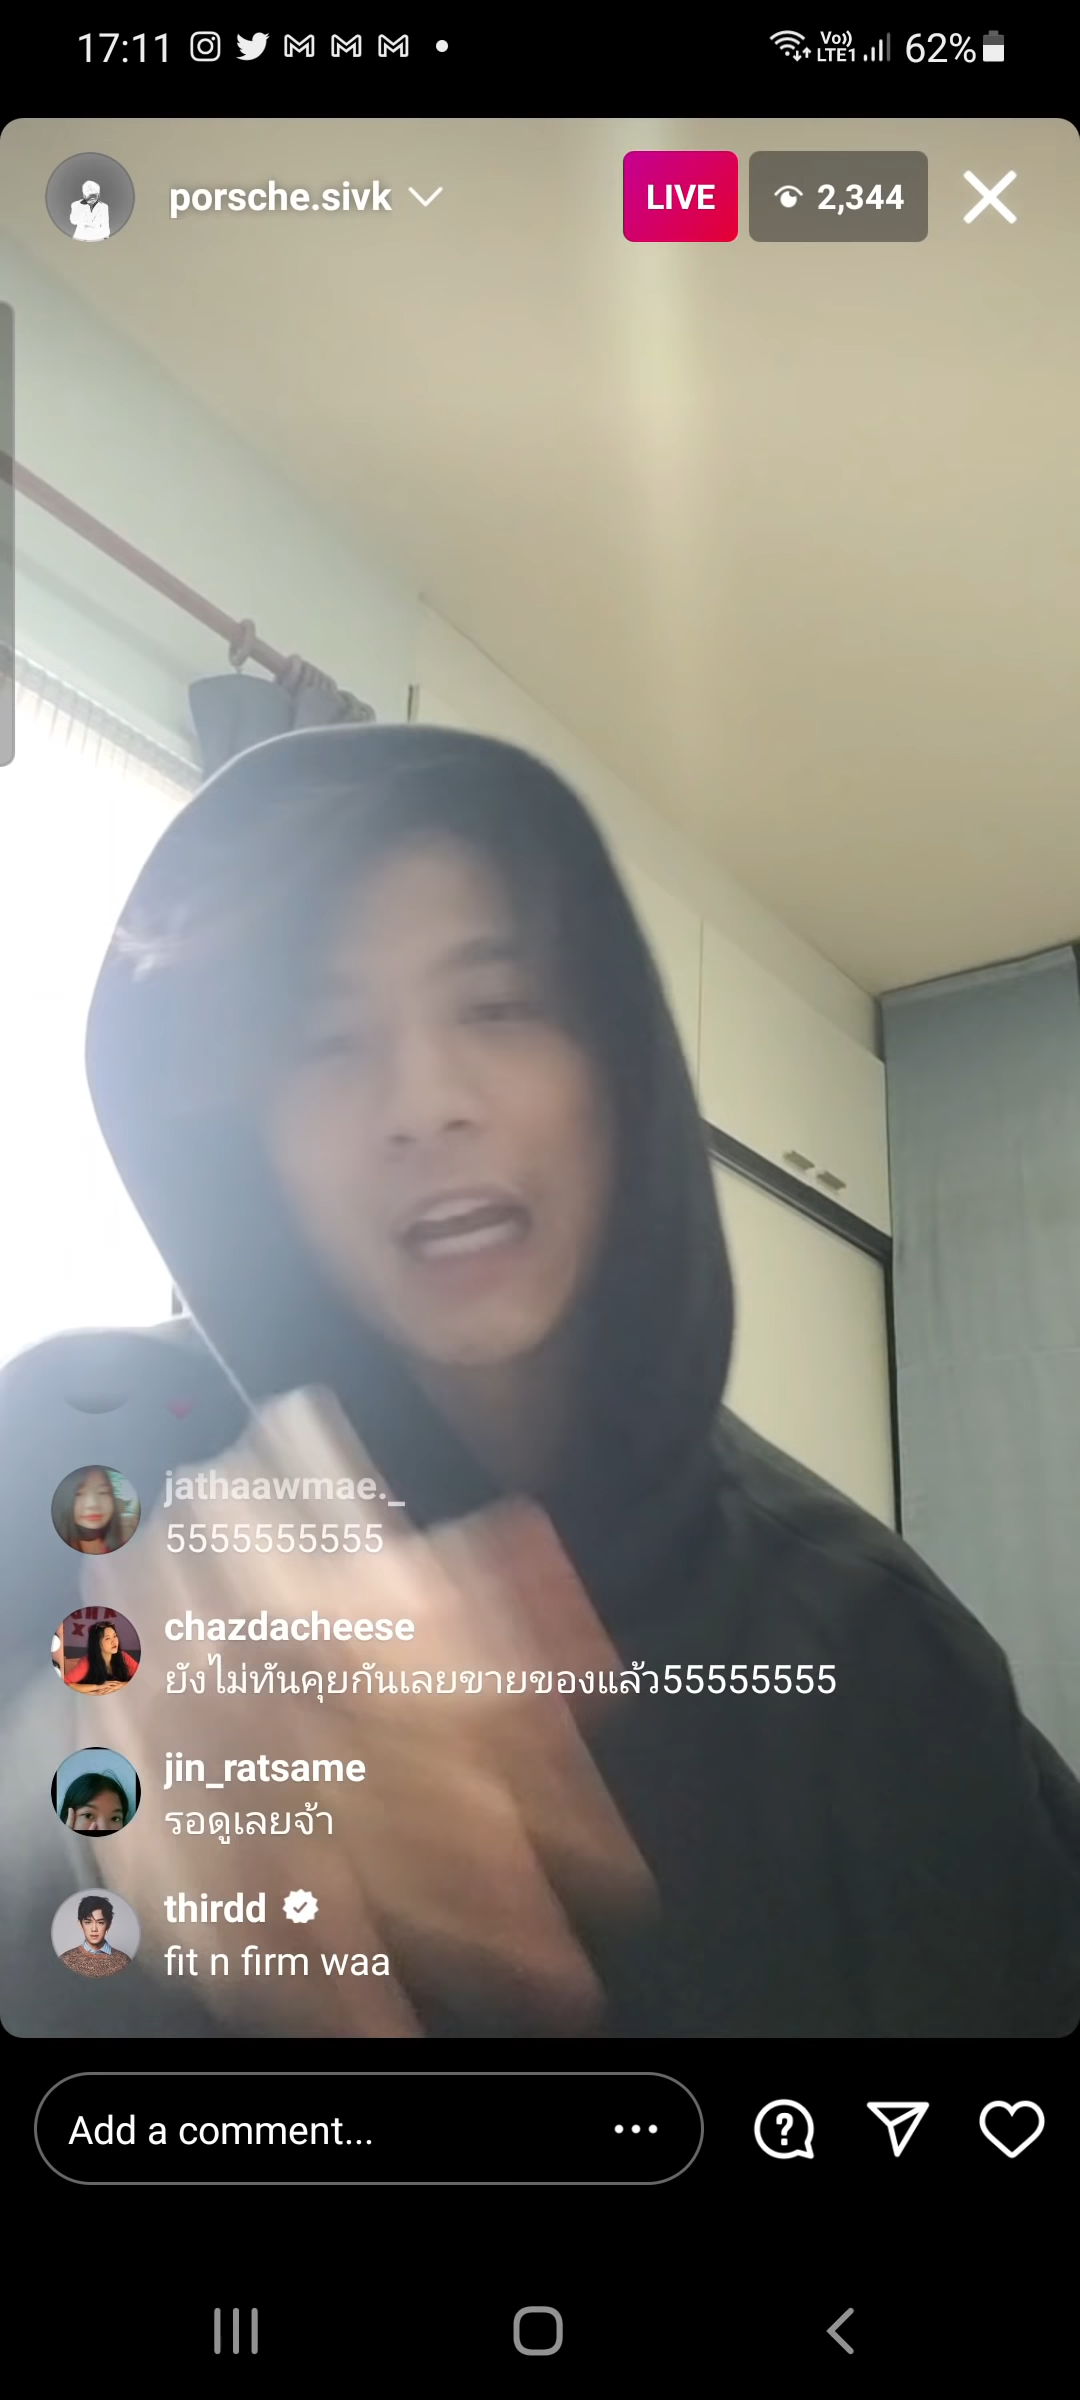 17:11
Vo))
LTE1
62%
porsche.sivk
LIVE
2,344
jathaawmae._
5555555555
chazdacheese
ยังไม่ทันคุยกันเลยขายของแล้ว55555555
jin_ratsame
รอดูเลยจ้า
thirdd
fit n firm waa
Add a comment...